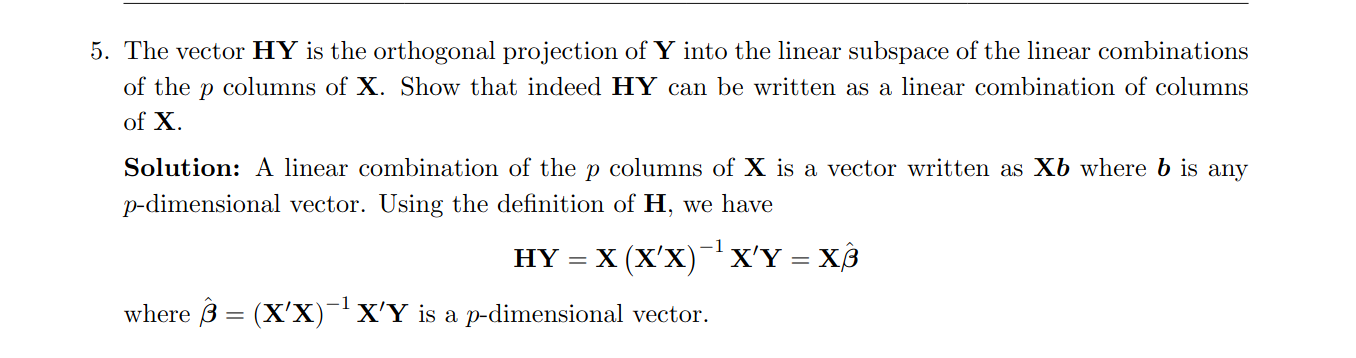 5. The vector HY is the orthogonal projection of Y into the linear subspace of the linear combinations
of the p columns of X. Show that indeed HY can be written as a linear combination of columns
of X.
Solution: A linear combination of the p columns of X is a vector written as Xb where b is any
p-dimensional vector. Using the definition of H, we have
HY = X (X′X)⁻¹ X′Y = Xβ̂
where β̂ = (X′X)⁻¹ X′Y is a p-dimensional vector.